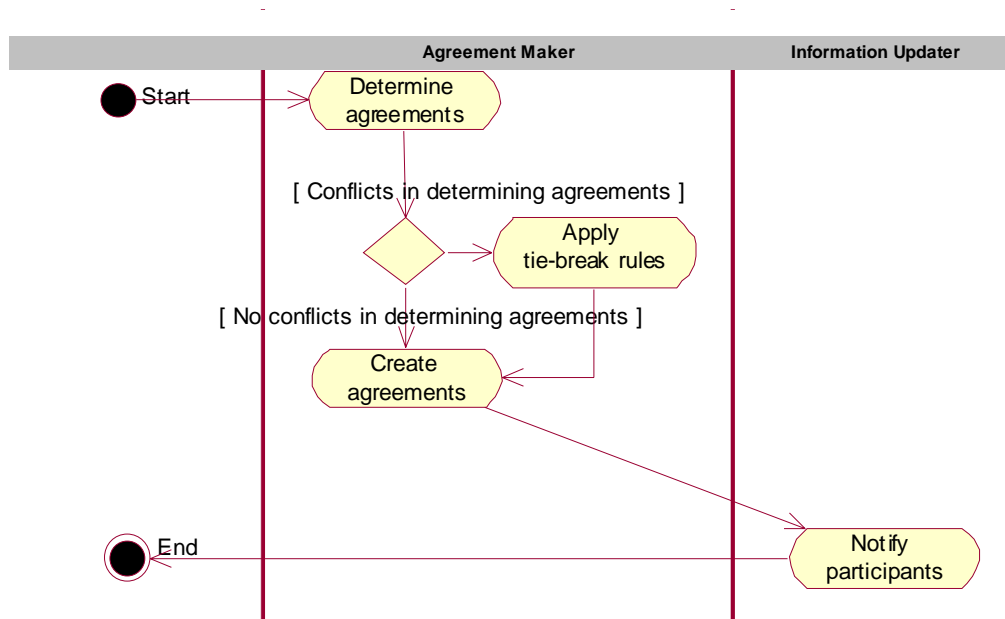 Agreement Maker
Information Updater
Start
Determine
agreements
[ Conflicts in determining agreements ]
Apply
tie-break rules
[ No conflicts in determining agreements ]
Create
agreements
End
Notify
participants